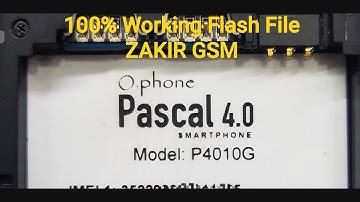 100% Working Flash File
ZAKIR GSM
O.phone
Pascal 4.0
SMARTPHONE
Model: P4010G